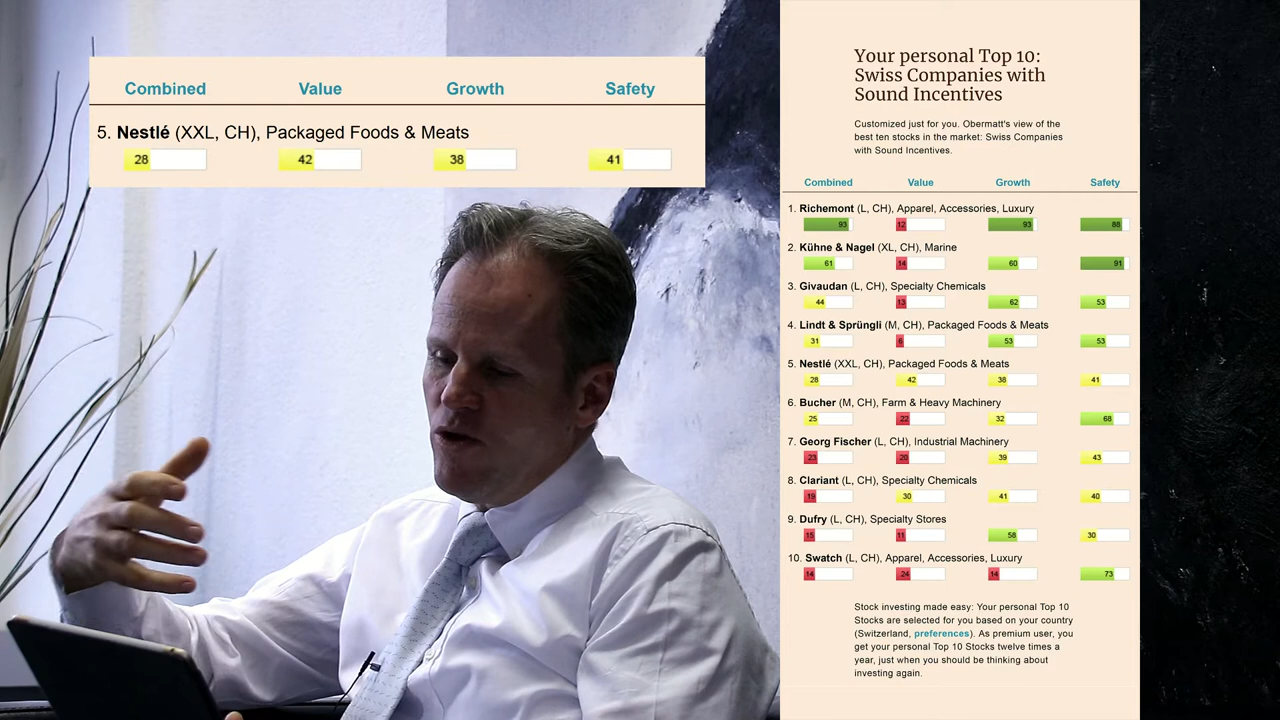 Combined Value Growth Safety
5. Nestlé (XXL, CH), Packaged Foods & Meats
28 42 38 41
Your personal Top 10:
Swiss Companies with
Sound Incentives
Customized just for you. Obermatt's view of the
best ten stocks in the market: Swiss Companies
with Sound Incentives.
Combined Value Growth Safety
1. Richemont (L, CH), Apparel, Accessories, Luxury
93 12 93 88
2. Kühne & Nagel (XL, CH), Marine
61 14 60 91
3. Givaudan (L, CH), Specialty Chemicals
44 13 62 53
4. Lindt & Sprüngli (M, CH), Packaged Foods & Meats
31 6 53 53
5. Nestlé (XXL, CH), Packaged Foods & Meats
28 42 38 41
6. Bucher (M, CH), Farm & Heavy Machinery
25 22 32 68
7. Georg Fischer (L, CH), Industrial Machinery
23 20 39 43
8. Clariant (L, CH), Specialty Chemicals
19 30 41 40
9. Dufry (L, CH), Specialty Stores
15 11 58 30
10. Swatch (L, CH), Apparel, Accessories, Luxury
14 24 14 73
Stock investing made easy: Your personal Top 10
Stocks are selected for you based on your country
(Switzerland, preferences). As premium user, you
get your personal Top 10 Stocks twelve times a
year, just when you should be thinking about
investing again.